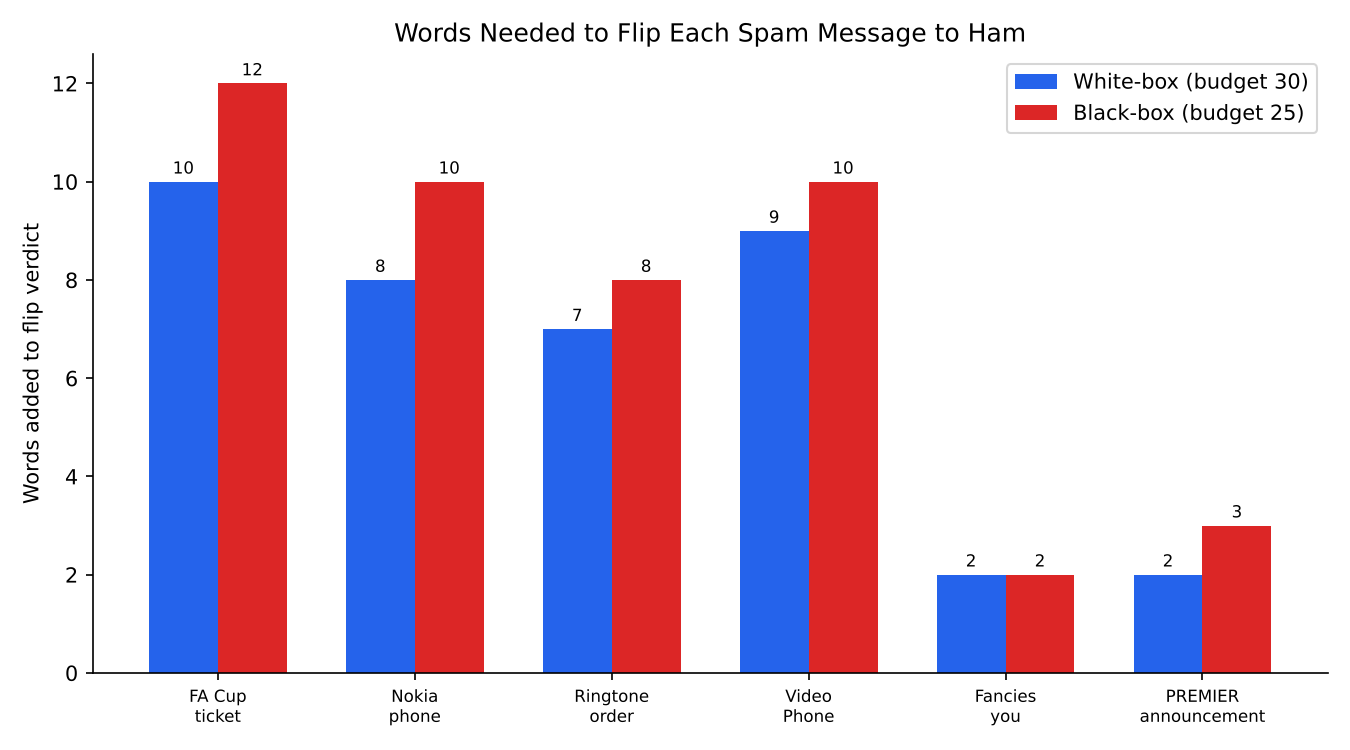 Words Needed to Flip Each Spam Message to Ham
White-box (budget 30)
Black-box (budget 25)
Words added to flip verdict
12
10
8
6
4
2
0
10
12
8
10
7
8
9
10
2
2
2
3
FA Cup
ticket
Nokia
phone
Ringtone
order
Video
Phone
Fancies
you
PREMIER
announcement